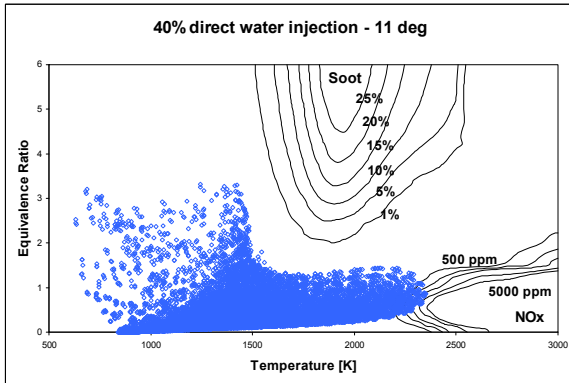 40% direct water injection - 11 deg
6
5
4
3
2
1
0
Equivalence Ratio
Soot
25%
20%
15%
10%
5%
1%
500 ppm
5000 ppm
NOx
500
1000
1500
2000
2500
3000
Temperature [K]